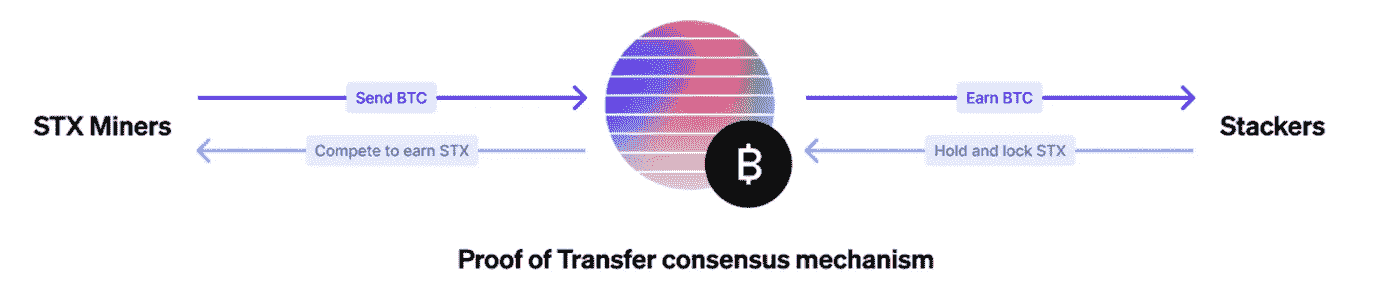 Send BTC
Earn BTC
STX Miners
Stackers
Compete to earn STX
Hold and lock STX
Proof of Transfer consensus mechanism